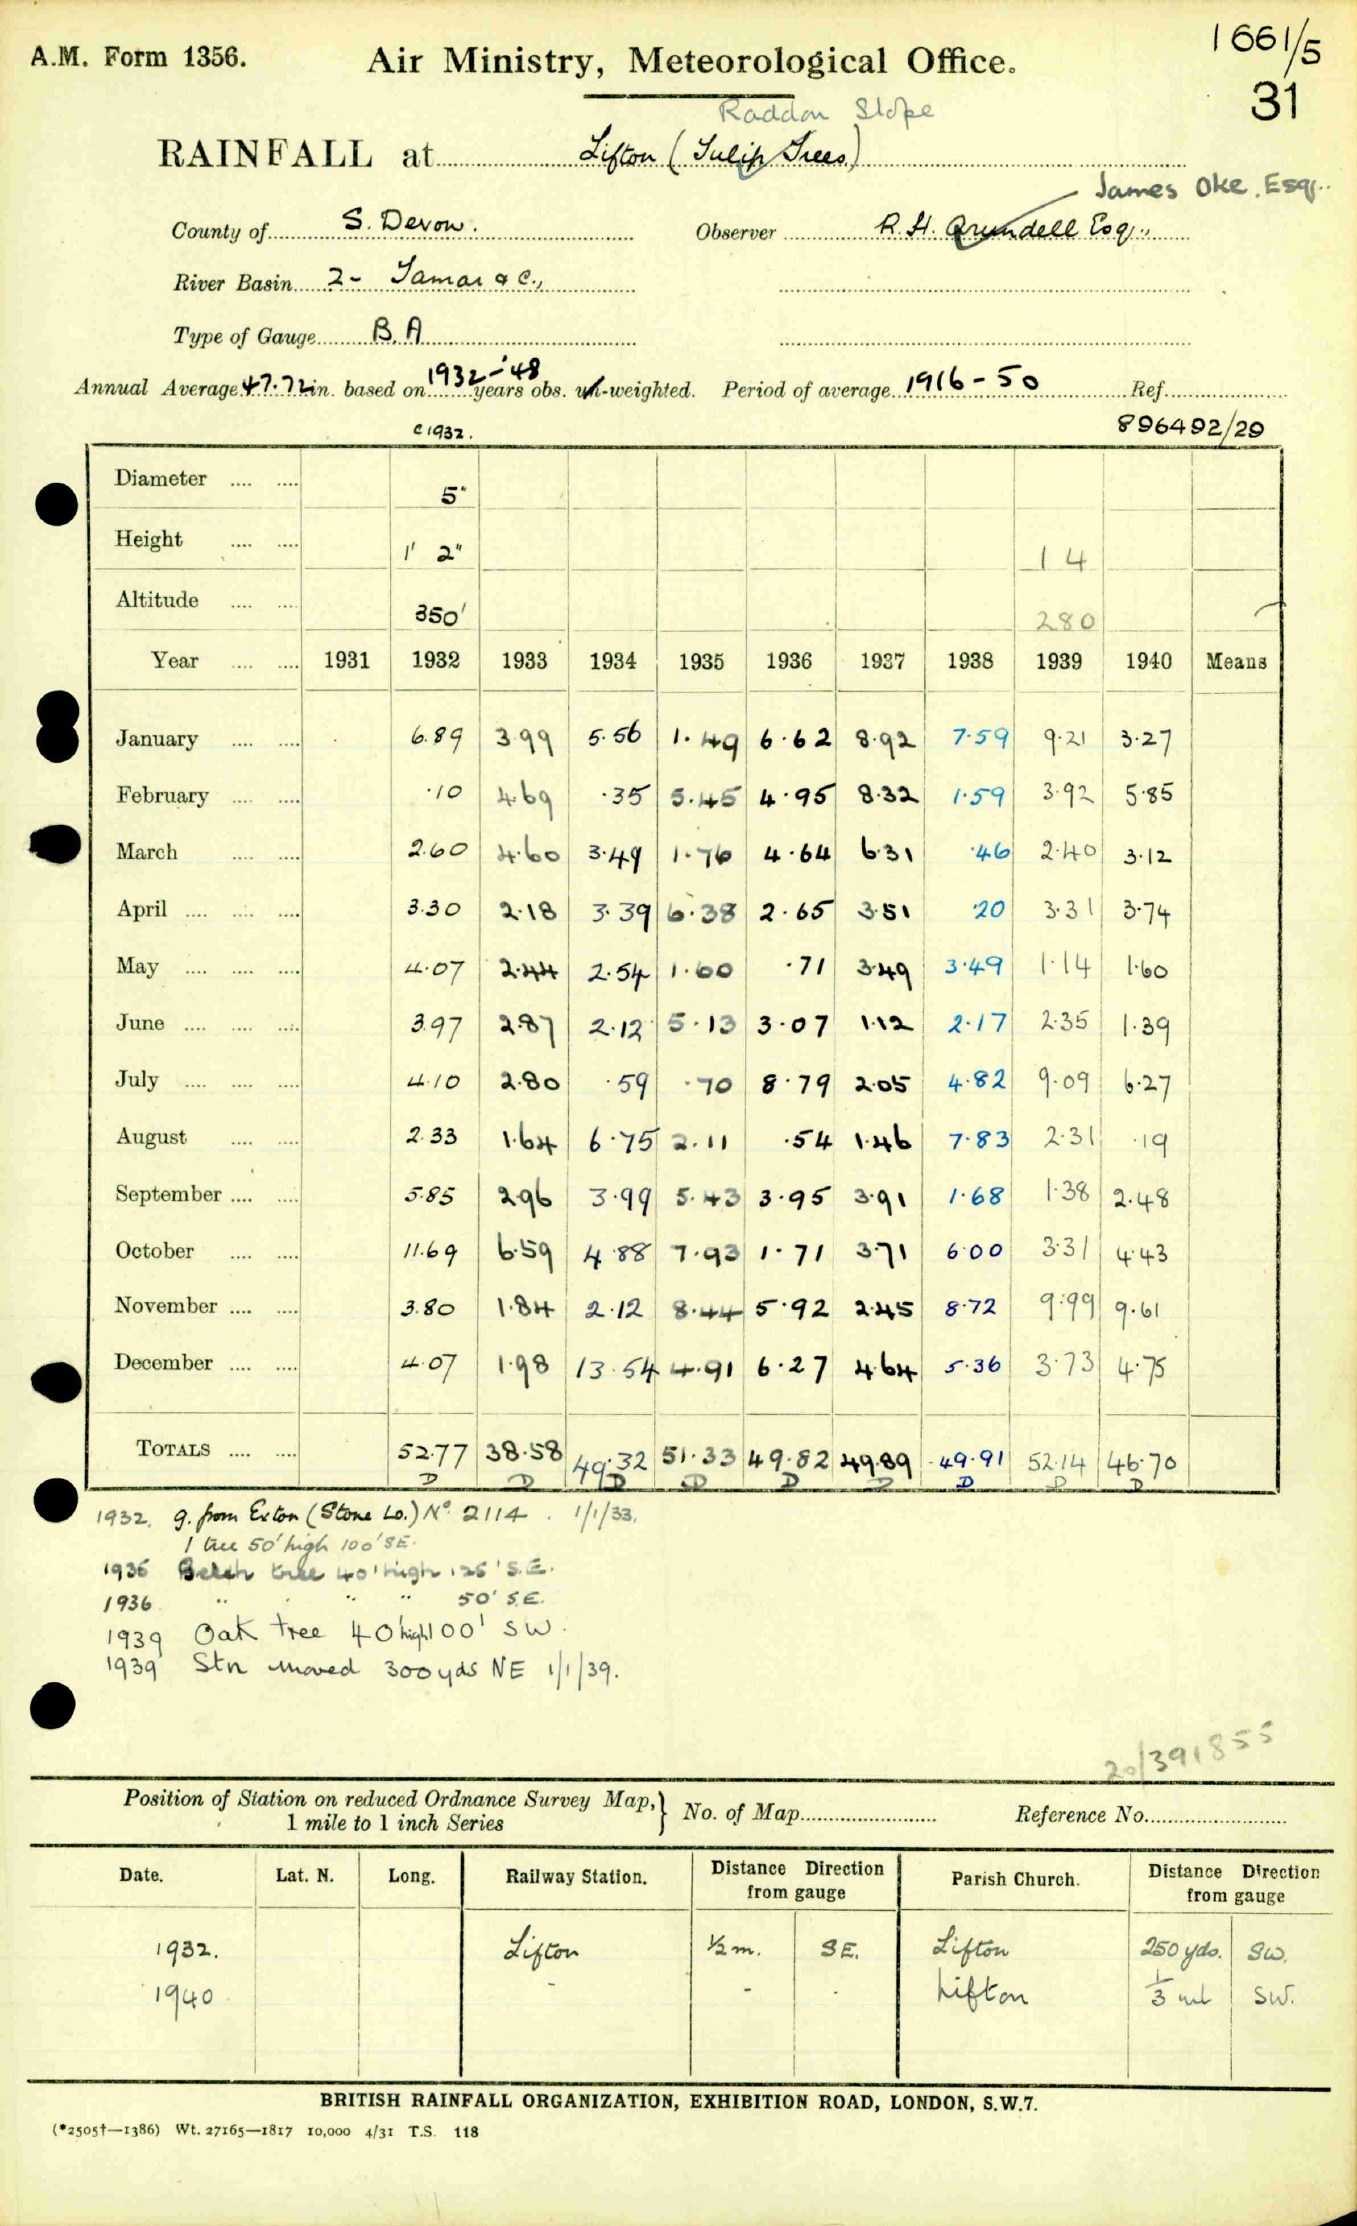 A.M. Form 1356. Air Ministry, Meteorological Office. 1661/5
31
Raddon Slope
RAINFALL at Lifton (Tulip Trees)
James Oke. Esq.
County of S. Devon. Observer R. H. Arundell Esq.,
River Basin 2- Tamar & C.,
Type of Gauge B. A
Annual Average 47.72 in. based on 1932-'48 years obs. un-weighted. Period of average 1916-50 Ref.
c1932. 896492/29
Diameter .... .... 5"
Height .... .... 1' 2" 1 4
Altitude .... .... 350' 280
Year .... .... 1931 1932 1933 1934 1935 1936 1937 1938 1939 1940 Means
January .... .... 6.89 3.99 5.56 1.49 6.62 8.92 7.59 9.21 3.27
February .... .... .10 4.69 .35 5.45 4.95 8.32 1.59 3.92 5.85
March .... .... 2.60 4.60 3.49 1.76 4.64 6.31 .46 2.40 3.12
April .... .... .... 3.30 2.18 3.39 6.38 2.65 3.51 .20 3.31 3.74
May .... .... .... 4.07 2.44 2.54 1.60 .71 3.49 3.49 1.14 1.60
June .... .... .... 3.97 2.87 2.12 5.13 3.07 1.12 2.17 2.35 1.39
July .... .... .... 4.10 2.80 .59 .70 8.79 2.05 4.82 9.09 6.27
August .... .... 2.33 1.64 6.75 2.11 .54 1.46 7.83 2.31 .19
September .... .... 5.85 2.96 3.99 5.43 3.95 3.91 1.68 1.38 2.48
October .... .... 11.69 6.59 4.88 7.93 1.71 3.71 6.00 3.31 4.43
November .... .... 3.80 1.84 2.12 8.44 5.92 2.45 8.72 9.99 9.61
December .... .... 4.07 1.98 13.54 4.91 6.27 4.64 5.36 3.73 4.75
TOTALS .... .... 52.77 38.58 49.32 51.33 49.82 49.89 49.91 52.14 46.70
D D D D D D D D D
1932. g. from Exton (Stone Lo.) No. 2114. 1/1/33.
1 tree 50' high 100' SE.
1936 Beech tree 40' high 125' S.E.
1936 " " " 50' S.E.
1939 Oak tree 40' high 100' SW.
1939 Stn moved 300 yds NE 1/1/39.
20/391855
Position of Station on reduced Ordnance Survey Map,} No. of Map Reference No.
1 mile to 1 inch Series
Date. Lat. N. Long. Railway Station. Distance Direction from gauge Parish Church. Distance Direction from gauge
1932. Lifton ½ m. SE. Lifton 250 yds. SW.
1940 - - - Lifton 1/3 ml SW.
BRITISH RAINFALL ORGANIZATION, EXHIBITION ROAD, LONDON, S.W.7.
(*2505†—1386) Wt. 27165—1817 10,000 4/31 T.S. 118